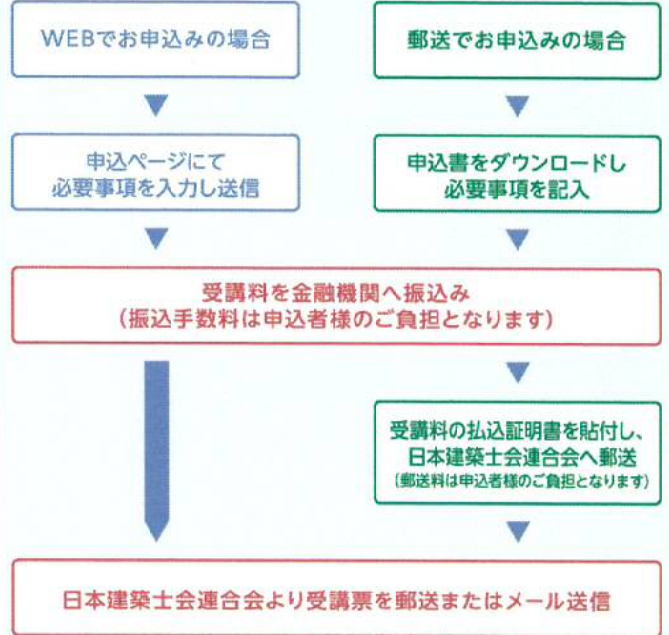 WEBでお申込みの場合
郵送でお申込みの場合
申込ページにて
必要事項を入力し送信
申込書をダウンロードし
必要事項を記入
受講料を金融機関へ振込み
(振込手数料は申込者様のご負担となります)
受講料の払込証明書を貼付し、
日本建築士会連合会へ郵送
(郵送料は申込者様のご負担となります)
日本建築士会連合会より受講票を郵送またはメール送信